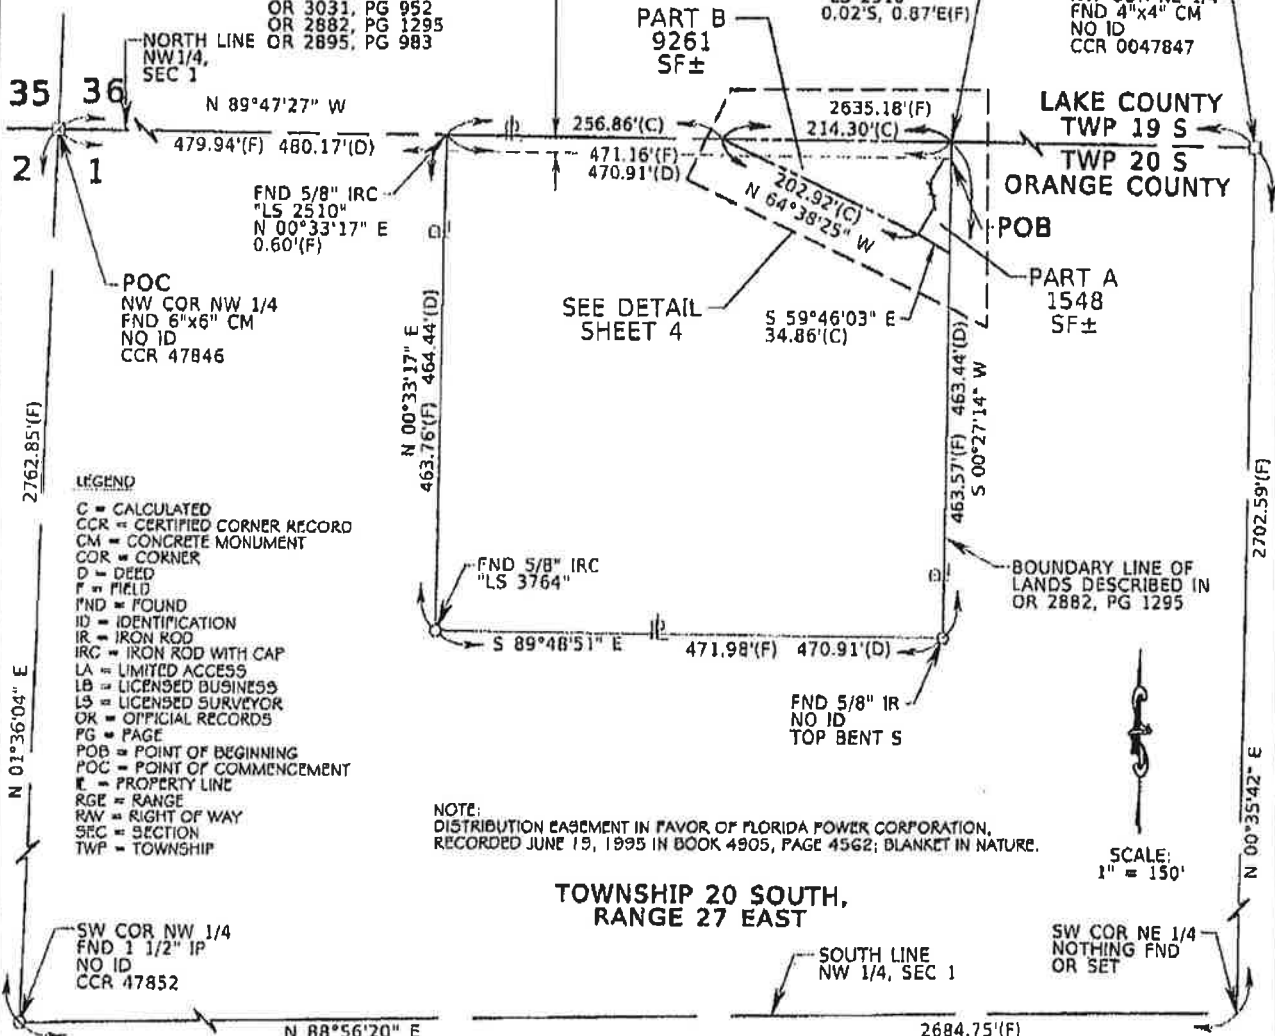 OR 3031, PG 952
OR 2882, PG 1295
OR 2895, PG 983
NORTH LINE
NW1/4,
SEC 1
PART B
9261
SF±
0.02'S, 0.87'E(F)
FND 4"x4" CM
NO ID
CCR 0047847
35 36
2 1
N 89°47'27" W
479.94'(F) 480.17'(D)
256.86'(C)
2635.18'(F)
214.30'(C)
471.16'(F)
470.91'(D)
LAKE COUNTY
TWP 19 S
TWP 20 S
ORANGE COUNTY
FND 5/8" IRC
"LS 2510"
N 00°33'17" E
0.60'(F)
202.92'(C)
N 64°38'25" W
POB
POC
NW COR NW 1/4
FND 6"x6" CM
NO ID
CCR 47846
SEE DETAIL
SHEET 4
S 59°46'03" E
34.86'(C)
PART A
1548
SF±
N 00°33'17" E
463.76'(F) 464.44'(D)
463.57'(F) 463.44'(D)
S 00°27'14" W
2762.85'(F)
N 01°36'04" E
2702.59'(F)
N 00°35'42" E
LEGEND
C = CALCULATED
CCR = CERTIFIED CORNER RECORD
CM = CONCRETE MONUMENT
COR = CORNER
D = DEED
F = FIELD
FND = FOUND
ID = IDENTIFICATION
IR = IRON ROD
IRC = IRON ROD WITH CAP
LA = LIMITED ACCESS
LB = LICENSED BUSINESS
LS = LICENSED SURVEYOR
OR = OFFICIAL RECORDS
PG = PAGE
POB = POINT OF BEGINNING
POC = POINT OF COMMENCEMENT
PL = PROPERTY LINE
RGE = RANGE
R/W = RIGHT OF WAY
SEC = SECTION
TWP = TOWNSHIP
FND 5/8" IRC
"LS 3764"
S 89°48'51" E
471.98'(F) 470.91'(D)
BOUNDARY LINE OF
LANDS DESCRIBED IN
OR 2882, PG 1295
FND 5/8" IR
NO ID
TOP BENT S
NOTE:
DISTRIBUTION EASEMENT IN FAVOR OF FLORIDA POWER CORPORATION,
RECORDED JUNE 19, 1995 IN BOOK 4905, PAGE 4562; BLANKET IN NATURE.
SCALE:
1" = 150'
TOWNSHIP 20 SOUTH,
RANGE 27 EAST
SW COR NW 1/4
FND 1 1/2" IP
NO ID
CCR 47852
SOUTH LINE
NW 1/4, SEC 1
SW COR NE 1/4
NOTHING FND
OR SET
N 88°56'20" E
2684.75'(F)